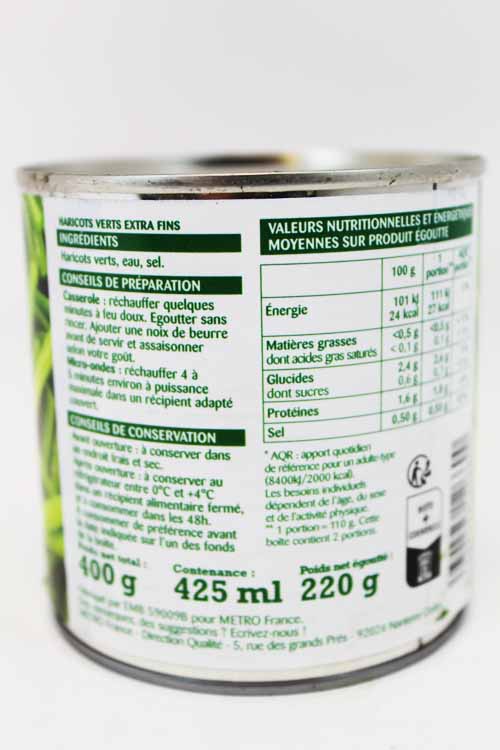 HARICOTS VERTS EXTRA FINS
INGRÉDIENTS
Haricots verts, eau, sel.
CONSEILS DE PRÉPARATION
Casserole : réchauffer quelques
minutes à feu doux. Egoutter sans
rincer. Ajouter une noix de beurre
avant de servir et assaisonner
selon votre goût.
Micro-ondes : réchauffer 4 à
5 minutes environ à puissance
maximale dans un récipient adapté
couvert.
CONSEILS DE CONSERVATION
Avant ouverture : à conserver dans
un endroit frais et sec.
Après ouverture : à conserver au
réfrigérateur entre 0°C et +4°C
dans un récipient alimentaire fermé,
et à consommer dans les 48h.
A consommer de préférence avant
la date indiquée sur l'un des fonds
de la boîte.
VALEURS NUTRITIONNELLES ET ENERGETIQUES
MOYENNES SUR PRODUIT ÉGOUTTÉ
100 g 1 portion**
Énergie 101 kJ 111 kJ
24 kcal 27 kcal
Matières grasses <0,5 g <0,5 g
dont acides gras saturés <0,1 g
Glucides 2,4 g
dont sucres 0,6 g
Protéines 1,6 g 1,8 g
Sel 0,50 g
* AQR : apport quotidien
de référence pour un adulte-type
(8400kJ/2000 kcal).
Les besoins individuels
dépendent de l'âge, du sexe
et de l'activité physique.
** 1 portion = 110 g. Cette
boîte contient 2 portions.
Poids net total : Contenance : Poids net égoutté :
400 g 425 ml 220 g
Fabriqué par EMB 59009B pour METRO France.
Des remarques, des suggestions ? Ecrivez-nous !
METRO France - Direction Qualité - 5, rue des grands Prés - 92024 Nanterre